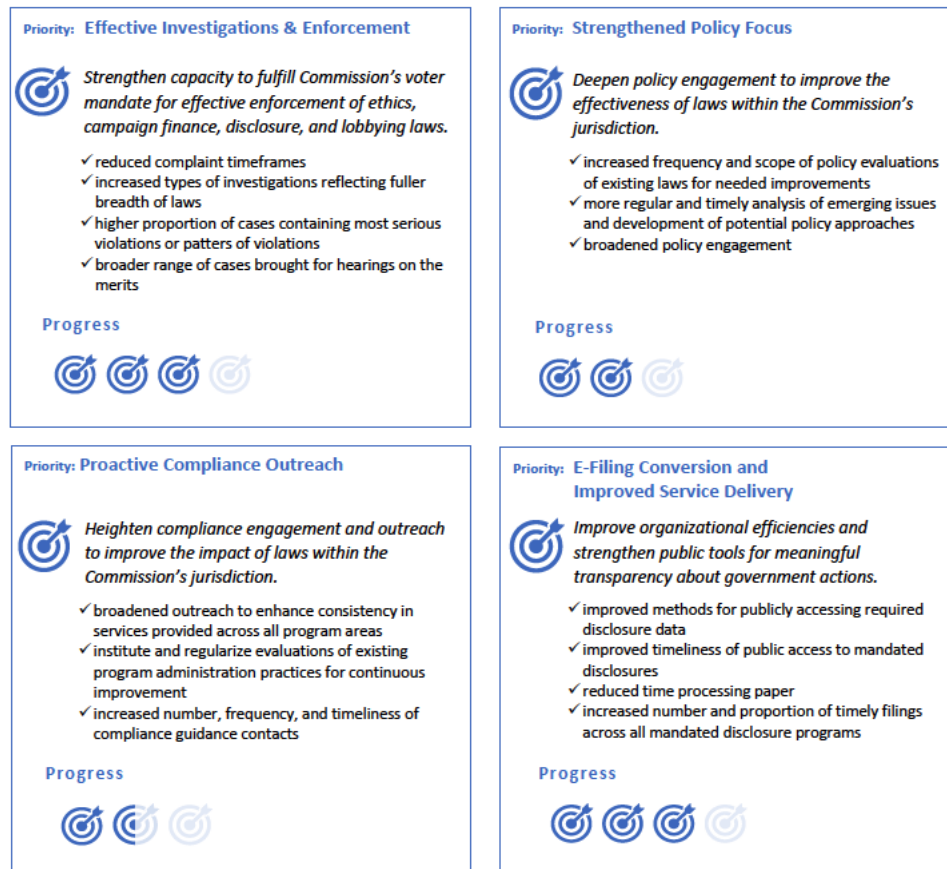 Priority: Effective Investigations & Enforcement
Strengthen capacity to fulfill Commission's voter
mandate for effective enforcement of ethics,
campaign finance, disclosure, and lobbying laws.
✓ reduced complaint timeframes
✓ increased types of investigations reflecting fuller
breadth of laws
✓ higher proportion of cases containing most serious
violations or patters of violations
✓ broader range of cases brought for hearings on the
merits
Progress
Priority: Strengthened Policy Focus
Deepen policy engagement to improve the
effectiveness of laws within the Commission's
jurisdiction.
✓ increased frequency and scope of policy evaluations
of existing laws for needed improvements
✓ more regular and timely analysis of emerging issues
and development of potential policy approaches
✓ broadened policy engagement
Progress
Priority: Proactive Compliance Outreach
Heighten compliance engagement and outreach
to improve the impact of laws within the
Commission's jurisdiction.
✓ broadened outreach to enhance consistency in
services provided across all program areas
✓ institute and regularize evaluations of existing
program administration practices for continuous
improvement
✓ increased number, frequency, and timeliness of
compliance guidance contacts
Progress
Priority: E-Filing Conversion and
Improved Service Delivery
Improve organizational efficiencies and
strengthen public tools for meaningful
transparency about government actions.
✓ improved methods for publicly accessing required
disclosure data
✓ improved timeliness of public access to mandated
disclosures
✓ reduced time processing paper
✓ increased number and proportion of timely filings
across all mandated disclosure programs
Progress